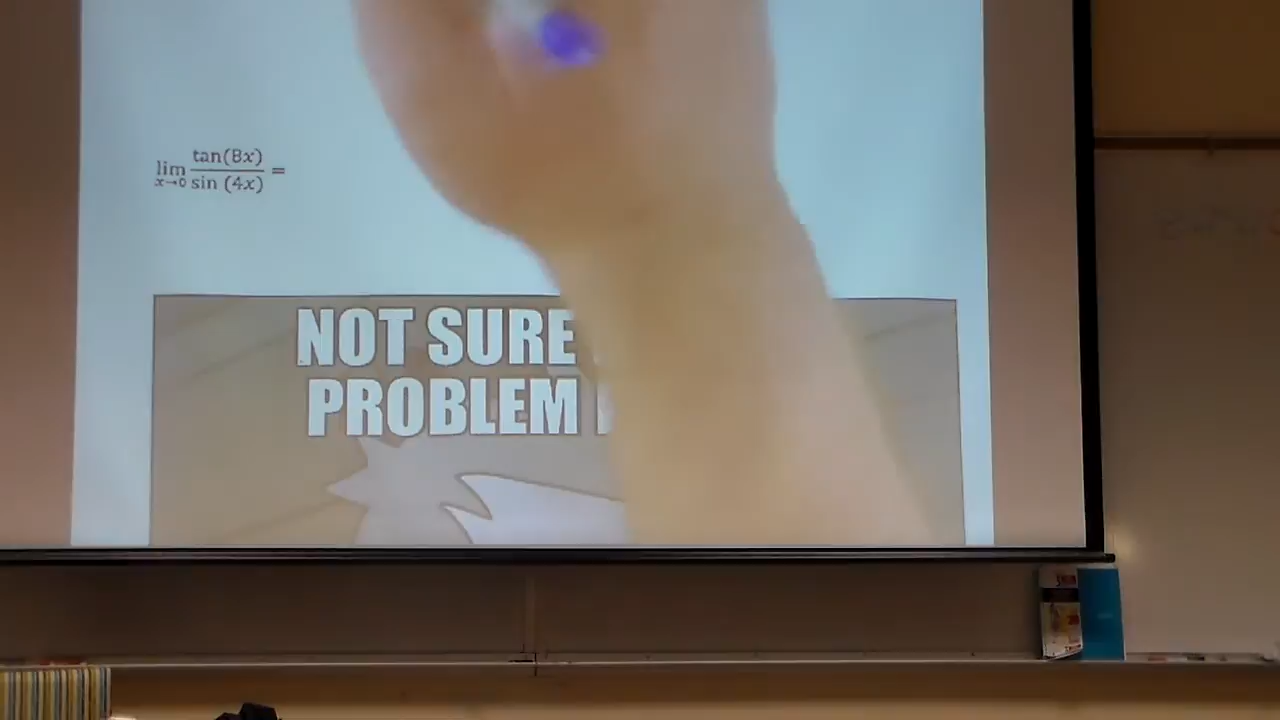 lim x→0 tan(8x) / sin (4x) =
NOT SURE
PROBLEM